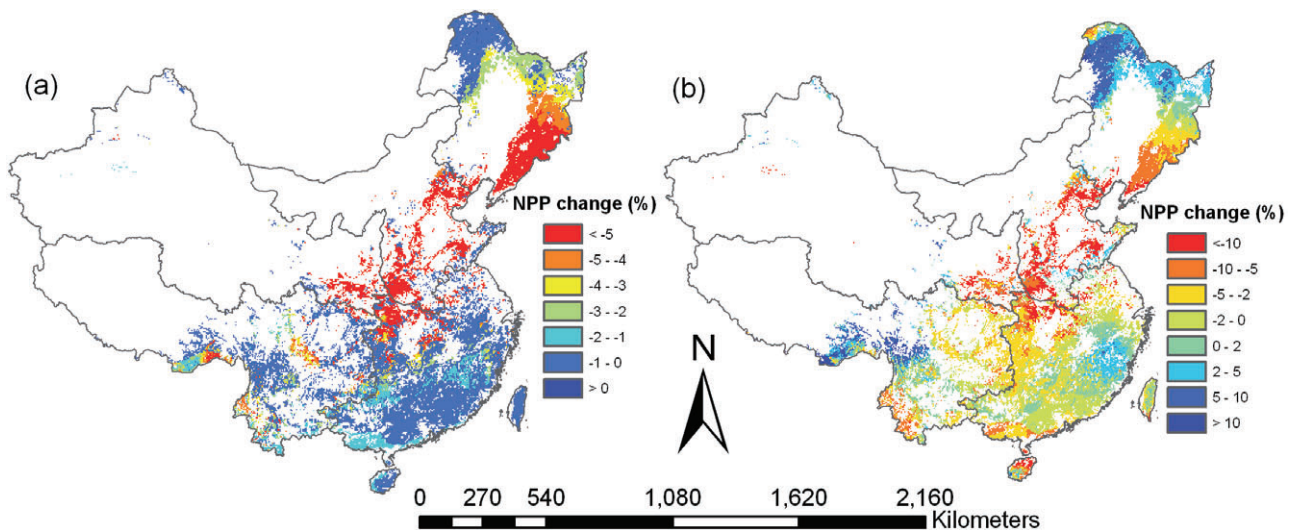 (a)
NPP change (%)
< -5
-5 - -4
-4 - -3
-3 - -2
-2 - -1
-1 - 0
> 0
(b)
NPP change (%)
<-10
-10 - -5
-5 - -2
-2 - 0
0 - 2
2 - 5
5 - 10
> 10
N
0 270 540 1,080 1,620 2,160
Kilometers